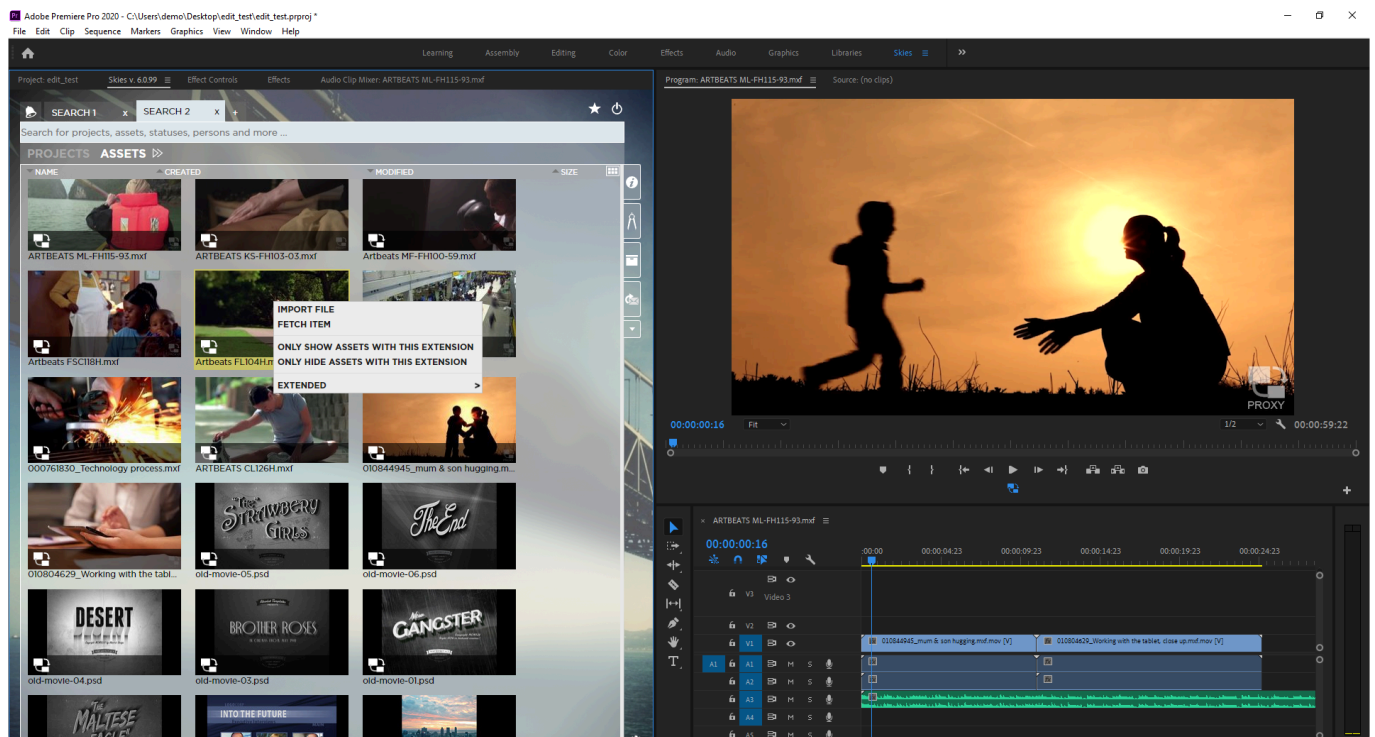 Pr Adobe Premiere Pro 2020 - C:\Users\demo\Desktop\edit_test\edit_test.prproj *
File Edit Clip Sequence Markers Graphics View Window Help
Learning Assembly Editing Color Effects Audio Graphics Libraries Skies
Project: edit_test Skies v. 6.0.99 Effect Controls Effects Audio Clip Mixer: ARTBEATS ML-FH115-93.mxf
Program: ARTBEATS ML-FH115-93.mxf Source: (no clips)
SEARCH 1 x SEARCH 2 x +
Search for projects, assets, statuses, persons and more ...
PROJECTS ASSETS
NAME CREATED MODIFIED SIZE
ARTBEATS ML-FH115-93.mxf ARTBEATS KS-FH103-03.mxf Artbeats MF-FH100-59.mxf
IMPORT FILE
FETCH ITEM
ONLY SHOW ASSETS WITH THIS EXTENSION
ONLY HIDE ASSETS WITH THIS EXTENSION
EXTENDED >
Artbeats FSC118H.mxf Artbeats FL104H.m
000761830_Technology process.mxf ARTBEATS CL126H.mxf 010844945_mum & son hugging.m...
"The STRAWBERY GIRLS
The End
010804629_Working with the tabl... old-movie-05.psd old-movie-06.psd
DESERT
BROTHER ROSES
GANGSTER
old-movie-04.psd old-movie-03.psd old-movie-01.psd
"The MALTESE EAGLE"
INTO THE FUTURE
PROXY
00:00:00:16 Fit 1/2 00:00:59:22
× ARTBEATS ML-FH115-93.mxf
00:00:00:16
:00:00 00:00:04:23 00:00:09:23 00:00:14:23 00:00:19:23 00:00:24:23
V3 Video 3
V2
V1 010844945_mum & son hugging.mxf.mov [V] 010804629_Working with the tablet, close up.mxf.mov [V]
A1 A1 M S
A2 M S
A3 M S
A4 M S
A5 M S